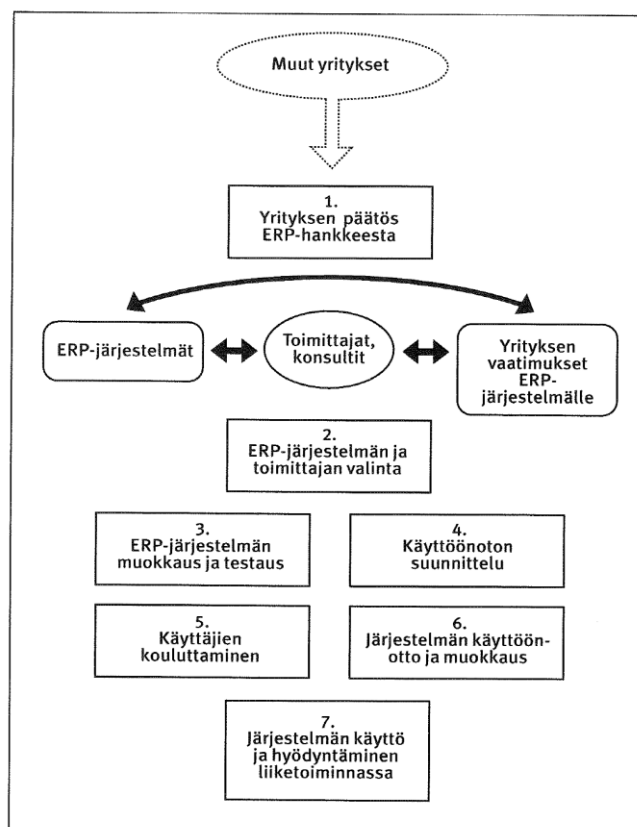 Muut yritykset
1.
Yrityksen päätös
ERP-hankkeesta
ERP-järjestelmät
Toimittajat,
konsultit
Yrityksen
vaatimukset
ERP-
järjestelmälle
2.
ERP-järjestelmän ja
toimittajan valinta
3.
ERP-järjestelmän
muokkaus ja testaus
4.
Käyttöönoton
suunnittelu
5.
Käyttäjien
kouluttaminen
6.
Järjestelmän käyttöön-
otto ja muokkaus
7.
Järjestelmän käyttö
ja hyödyntäminen
liiketoiminnassa